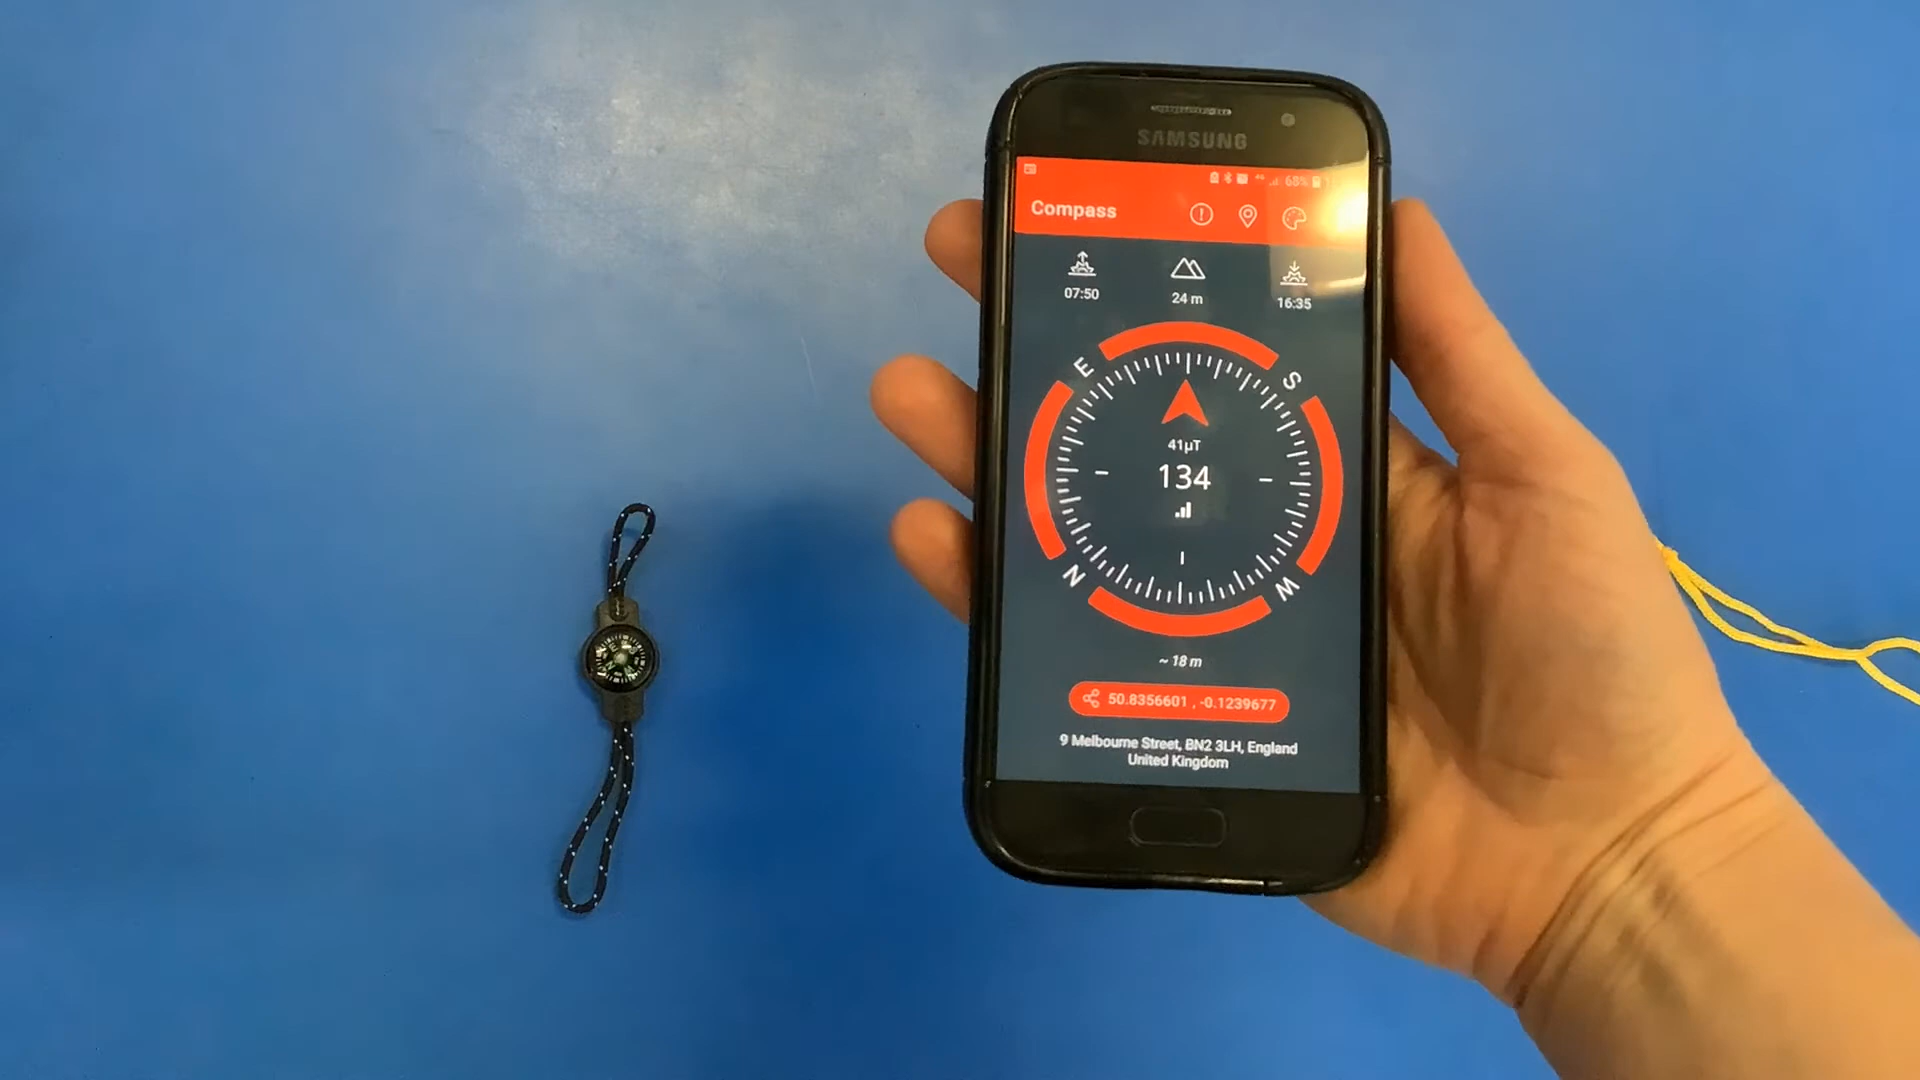 SAMSUNG
68%
Compass
07:50
24 m
16:35
E
S
41µT
134
N
W
~ 18 m
50.8356601 , -0.1239677
9 Melbourne Street, BN2 3LH, England
United Kingdom